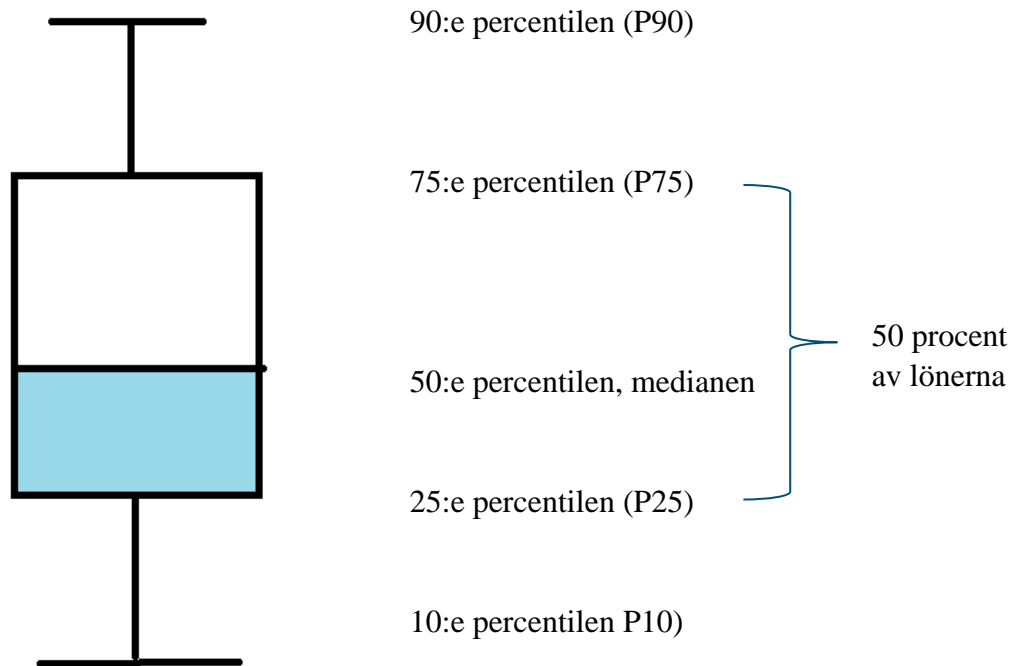 90:e percentilen (P90)
75:e percentilen (P75)
50 procent
av lönerna
50:e percentilen, medianen
25:e percentilen (P25)
10:e percentilen P10)